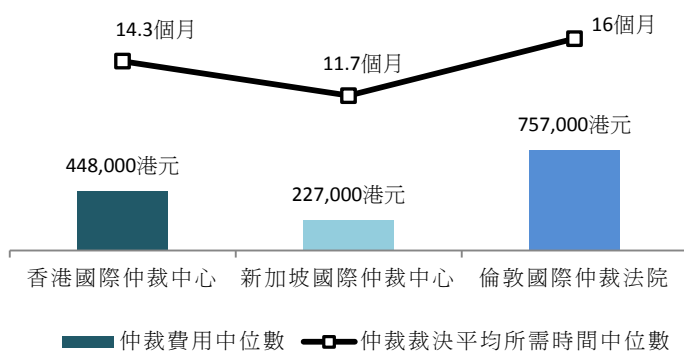 14.3個月
11.7個月
16個月
448,000港元
227,000港元
757,000港元
香港國際仲裁中心 新加坡國際仲裁中心 倫敦國際仲裁法院
仲裁費用中位數 仲裁裁決平均所需時間中位數